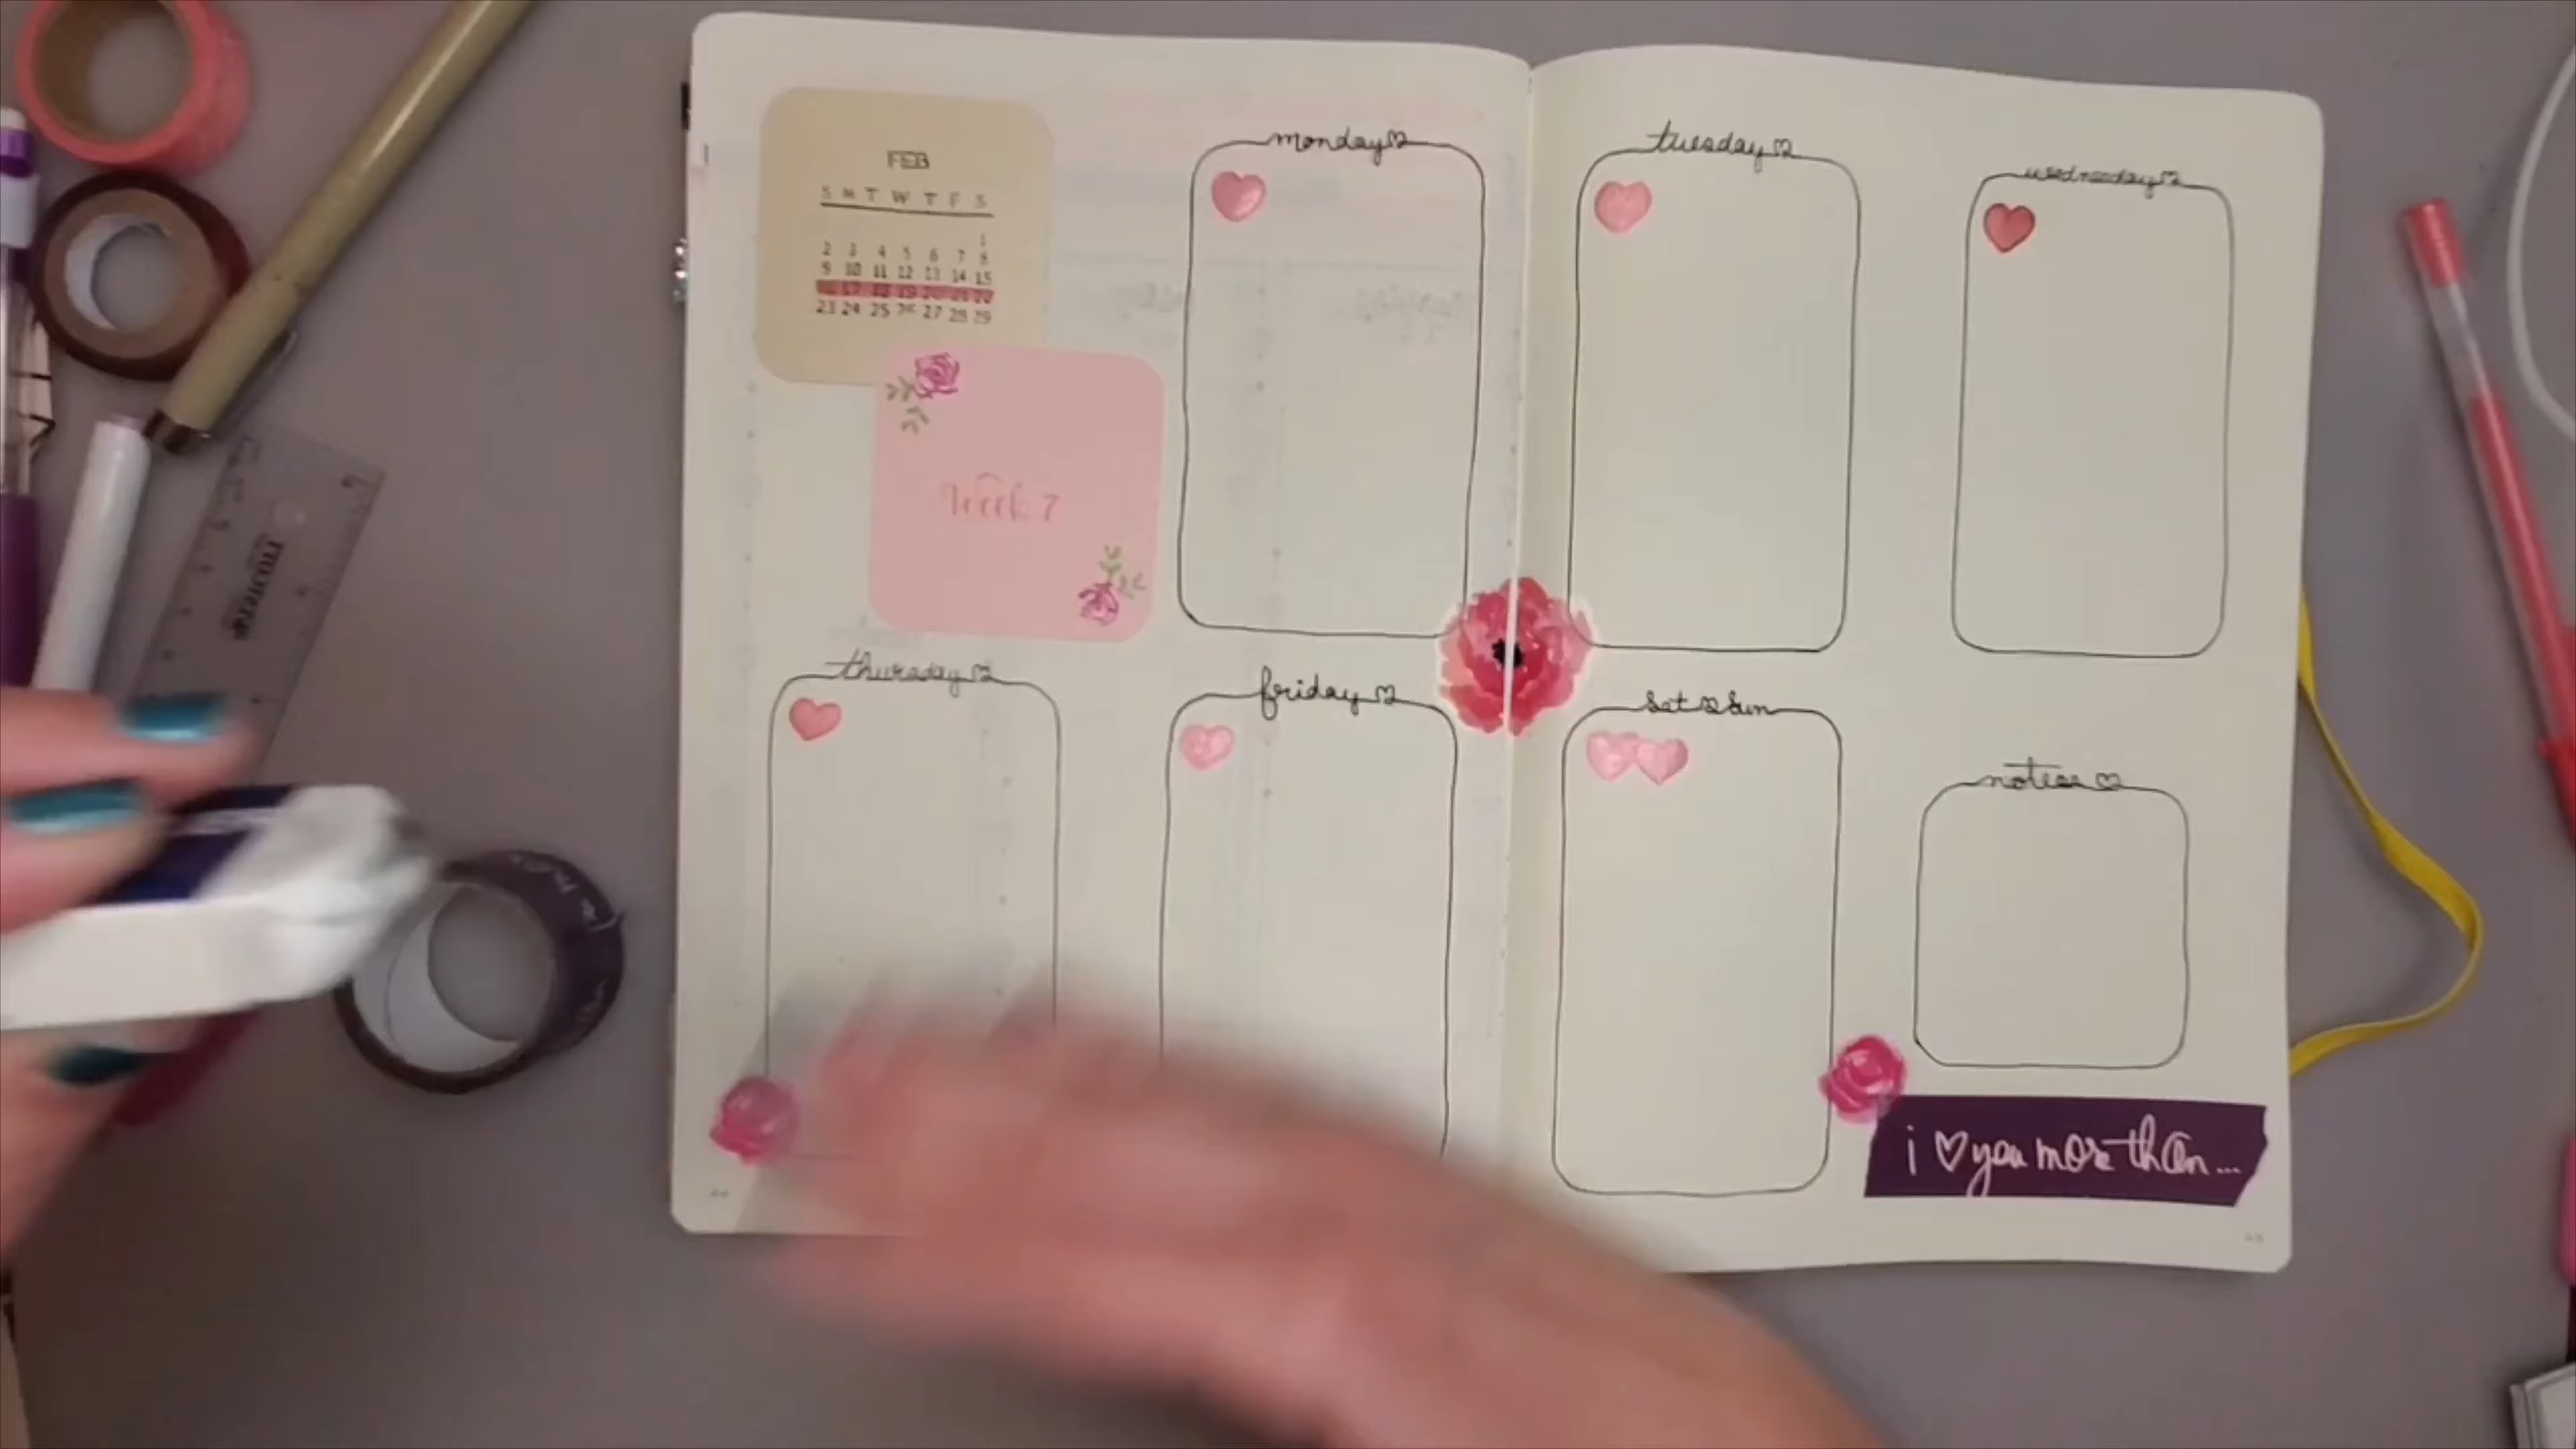 FEB
S M T W T F S
1
2 3 4 5 6 7 8
9 10 11 12 13 14 15
16 17 18 19 20 21 22
23 24 25 26 27 28 29
Week 7
monday
tuesday
wednesday
thursday
friday
sat sun
notes
i ♡ you more than...